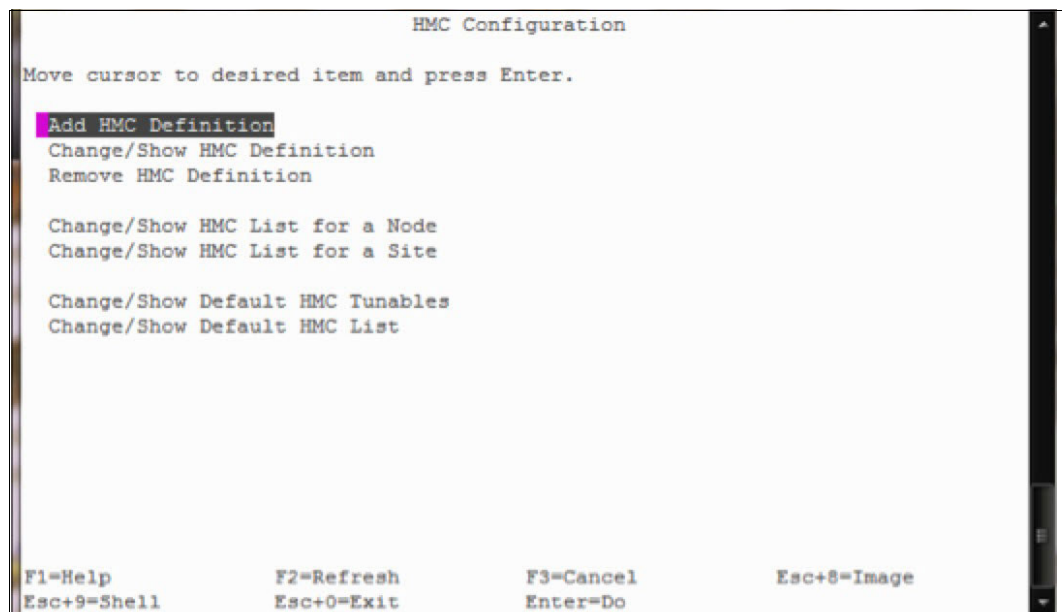 HMC Configuration
Move cursor to desired item and press Enter.
Add HMC Definition
Change/Show HMC Definition
Remove HMC Definition
Change/Show HMC List for a Node
Change/Show HMC List for a Site
Change/Show Default HMC Tunables
Change/Show Default HMC List
F1=Help F2=Refresh F3=Cancel Esc+8=Image
Esc+9=Shell Esc+0=Exit Enter=Do